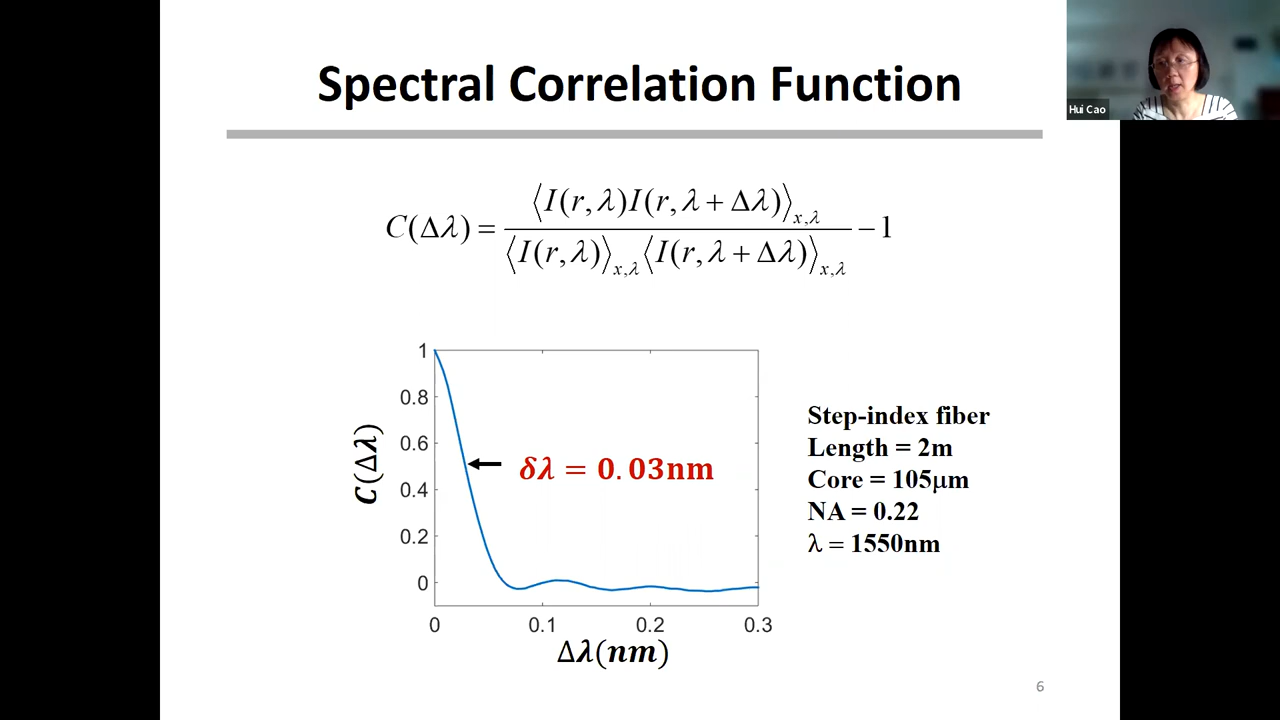 Spectral Correlation Function
Hui Cao
C(Δλ) = ⟨I(r, λ)I(r, λ + Δλ)⟩x,λ / ⟨I(r, λ)⟩x,λ ⟨I(r, λ + Δλ)⟩x,λ − 1
1
0.8
0.6
0.4
0.2
0
C(Δλ)
δλ = 0.03nm
0
0.1
0.2
0.3
Δλ(nm)
Step-index fiber
Length = 2m
Core = 105μm
NA = 0.22
λ = 1550nm
6